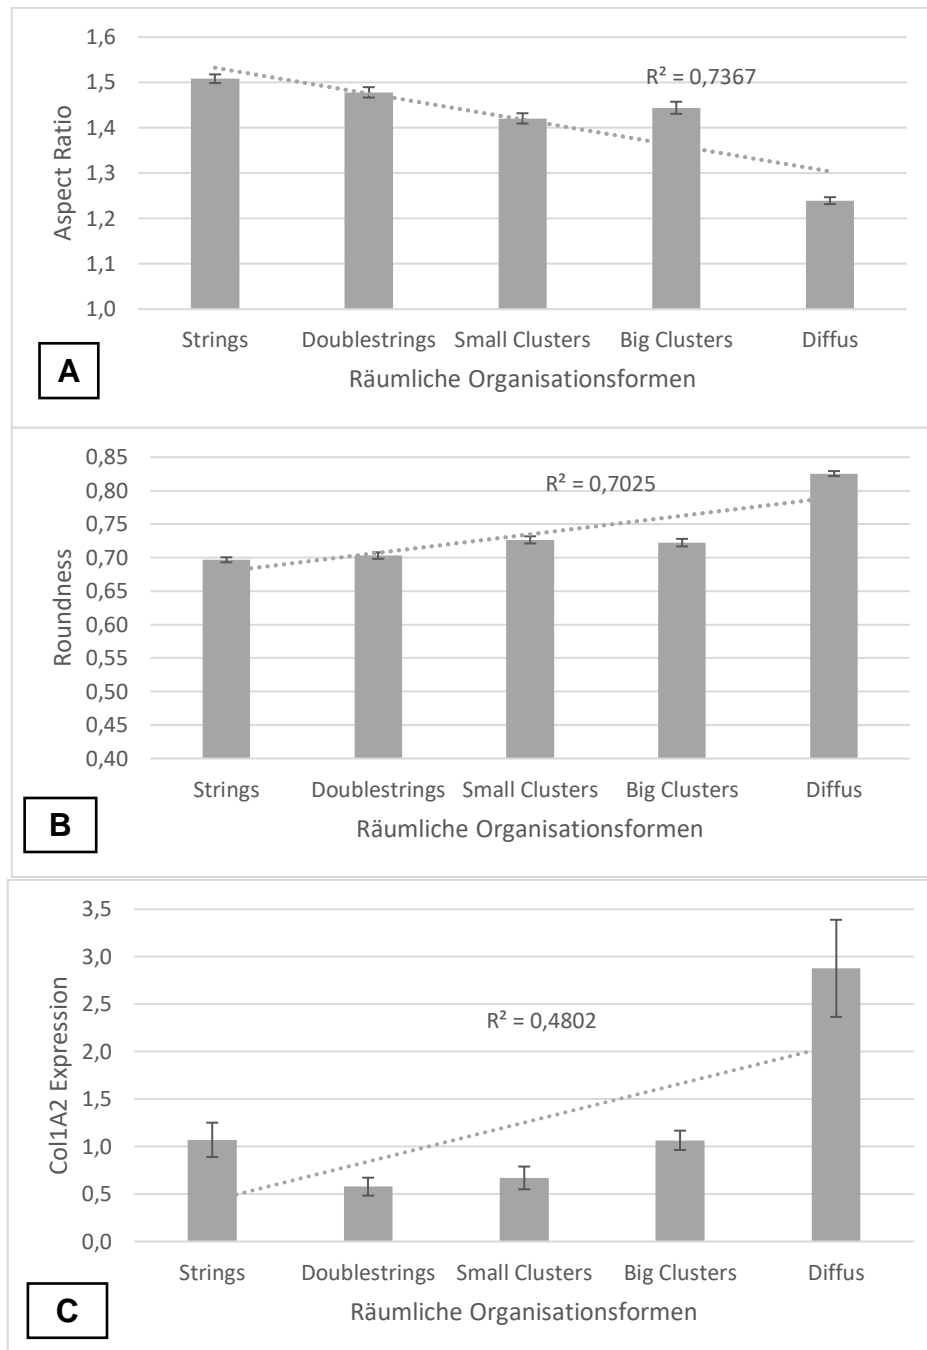 1,6
1,5
1,4
1,3
1,2
1,1
1,0
Aspect Ratio
R² = 0,7367
Strings Doublestrings Small Clusters Big Clusters Diffus
Räumliche Organisationsformen
A
0,85
0,80
0,75
0,70
0,65
0,60
0,55
0,50
0,45
0,40
Roundness
R² = 0,7025
Strings Doublestrings Small Clusters Big Clusters Diffus
Räumliche Organisationsformen
B
3,5
3,0
2,5
2,0
1,5
1,0
0,5
0,0
Col1A2 Expression
R² = 0,4802
Strings Doublestrings Small Clusters Big Clusters Diffus
Räumliche Organisationsformen
C